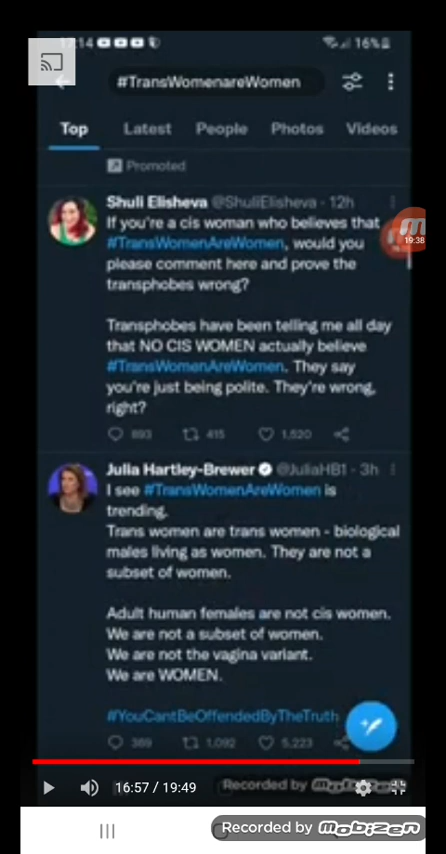 17:14
16%
#TransWomenareWomen
Top Latest People Photos Videos
Promoted
Shuli Elisheva @ShuliElisheva · 12h
If you're a cis woman who believes that
#TransWomenAreWomen, would you
please comment here and prove the
transphobes wrong?
Transphobes have been telling me all day
that NO CIS WOMEN actually believe
#TransWomenAreWomen. They say
you're just being polite. They're wrong,
right?
893 415 1,520
19:38
Julia Hartley-Brewer @JuliaHB1 · 3h
I see #TransWomenAreWomen is
trending.
Trans women are trans women - biological
males living as women. They are not a
subset of women.
Adult human females are not cis women.
We are not a subset of women.
We are not the vagina variant.
We are WOMEN.
#YouCantBeOffendedByTheTruth
369 1,092 5,223
16:57 / 19:49
Recorded by
Recorded by mobizen